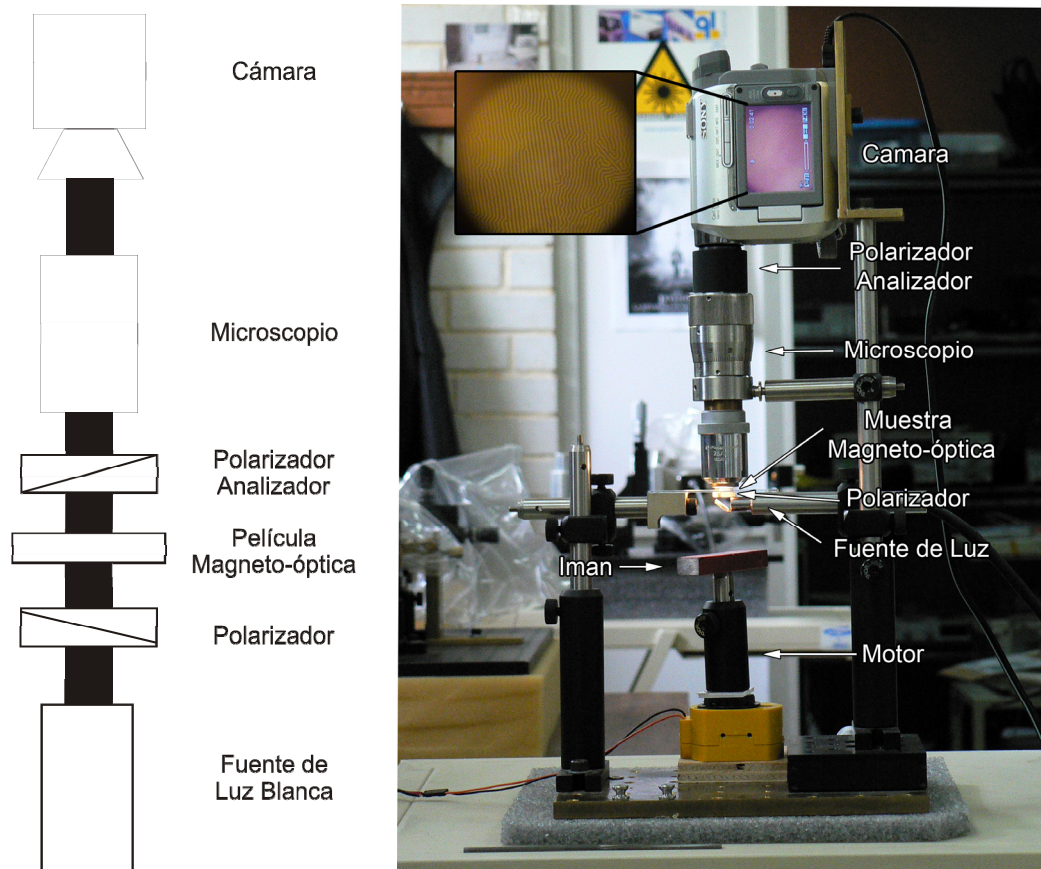 Cámara
Microscopio
Polarizador
Analizador
Película
Magneto-óptica
Polarizador
Fuente de
Luz Blanca
SONY
Camara
Polarizador
Analizador
Microscopio
Muestra
Magneto-óptica
Polarizador
Fuente de Luz
Iman
Motor